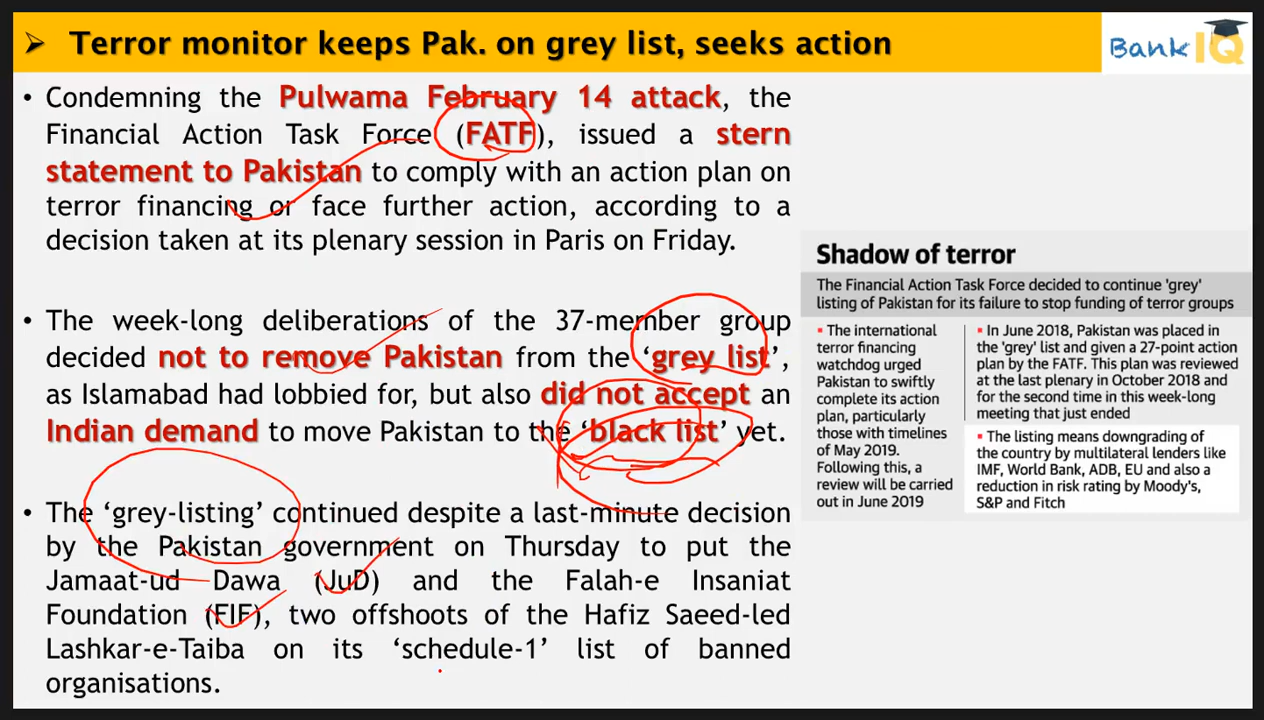 Terror monitor keeps Pak. on grey list, seeks action
Bank IQ
• Condemning the Pulwama February 14 attack, the
Financial Action Task Force (FATF), issued a stern
statement to Pakistan to comply with an action plan on
terror financing or face further action, according to a
decision taken at its plenary session in Paris on Friday.
• The week-long deliberations of the 37-member group
decided not to remove Pakistan from the ‘grey list’,
as Islamabad had lobbied for, but also did not accept an
Indian demand to move Pakistan to the ‘black list’ yet.
• The ‘grey-listing’ continued despite a last-minute decision
by the Pakistan government on Thursday to put the
Jamaat-ud Dawa (JuD) and the Falah-e Insaniat
Foundation (FIF), two offshoots of the Hafiz Saeed-led
Lashkar-e-Taiba on its ‘schedule-1’ list of banned
organisations.
Shadow of terror
The Financial Action Task Force decided to continue 'grey'
listing of Pakistan for its failure to stop funding of terror groups
The international
terror financing
watchdog urged
Pakistan to swiftly
complete its action
plan, particularly
those with timelines
of May 2019.
Following this, a
review will be carried
out in June 2019
In June 2018, Pakistan was placed in
the 'grey' list and given a 27-point action
plan by the FATF. This plan was reviewed
at the last plenary in October 2018 and
for the second time in this week-long
meeting that just ended
The listing means downgrading of
the country by multilateral lenders like
IMF, World Bank, ADB, EU and also a
reduction in risk rating by Moody's,
S&P and Fitch